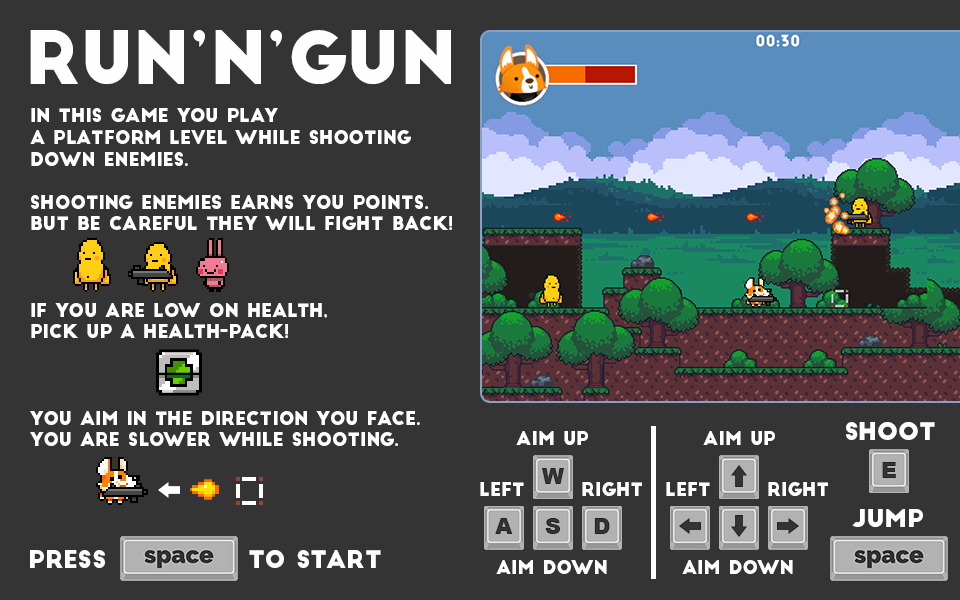 RUN'N'GUN
IN THIS GAME YOU PLAY
A PLATFORM LEVEL WHILE SHOOTING
DOWN ENEMIES.
SHOOTING ENEMIES EARNS YOU POINTS.
BUT BE CAREFUL THEY WILL FIGHT BACK!
IF YOU ARE LOW ON HEALTH,
PICK UP A HEALTH-PACK!
YOU AIM IN THE DIRECTION YOU FACE.
YOU ARE SLOWER WHILE SHOOTING.
PRESS space TO START
00:30
AIM UP
W
LEFT RIGHT
A S D
AIM DOWN
AIM UP
LEFT RIGHT
AIM DOWN
SHOOT
E
JUMP
space